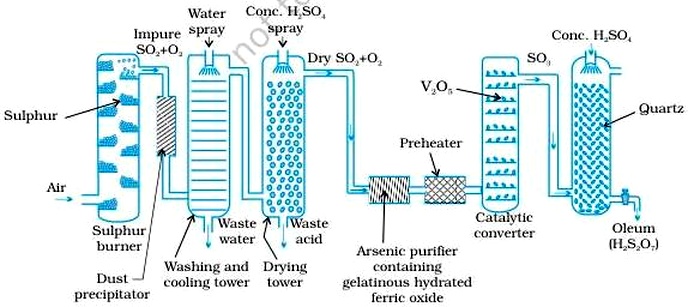 Impure
SO₂+O₂
Water
spray
Conc. H₂SO₄
spray
not
Dry SO₂+O₂
SO₃
Conc. H₂SO₄
V₂O₅
Sulphur
Quartz
Preheater
Air
Sulphur
burner
Waste
water
Waste
acid
Catalytic
converter
Oleum
(H₂S₂O₇)
Dust
precipitator
Washing and
cooling tower
Drying
tower
Arsenic purifier
containing
gelatinous hydrated
ferric oxide